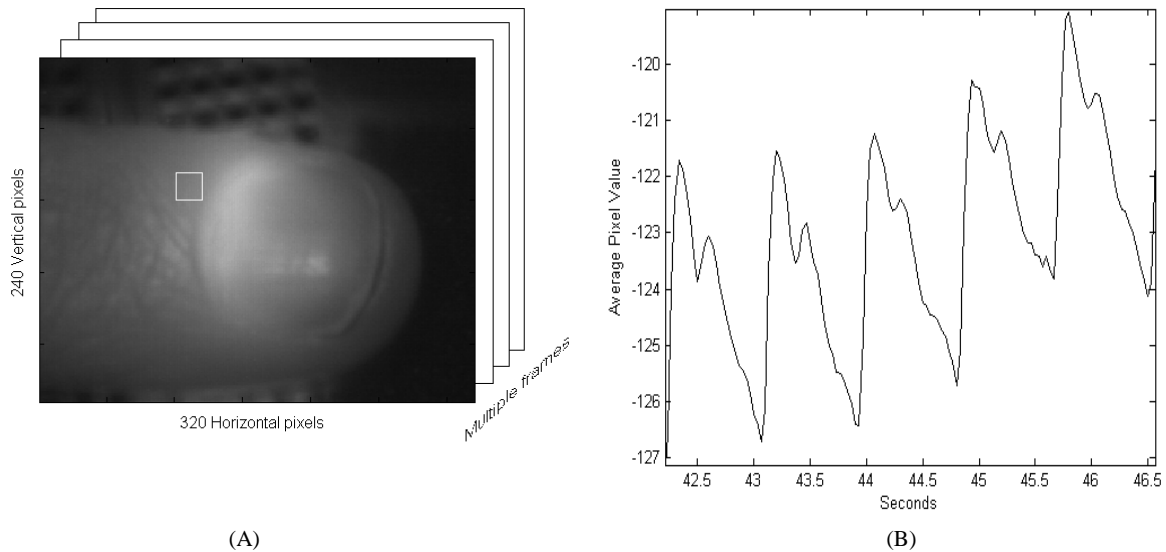 240 Vertical pixels
320 Horizontal pixels
Multiple frames
(A)
Average Pixel Value
-120
-121
-122
-123
-124
-125
-126
-127
42.5 43 43.5 44 44.5 45 45.5 46 46.5
Seconds
(B)